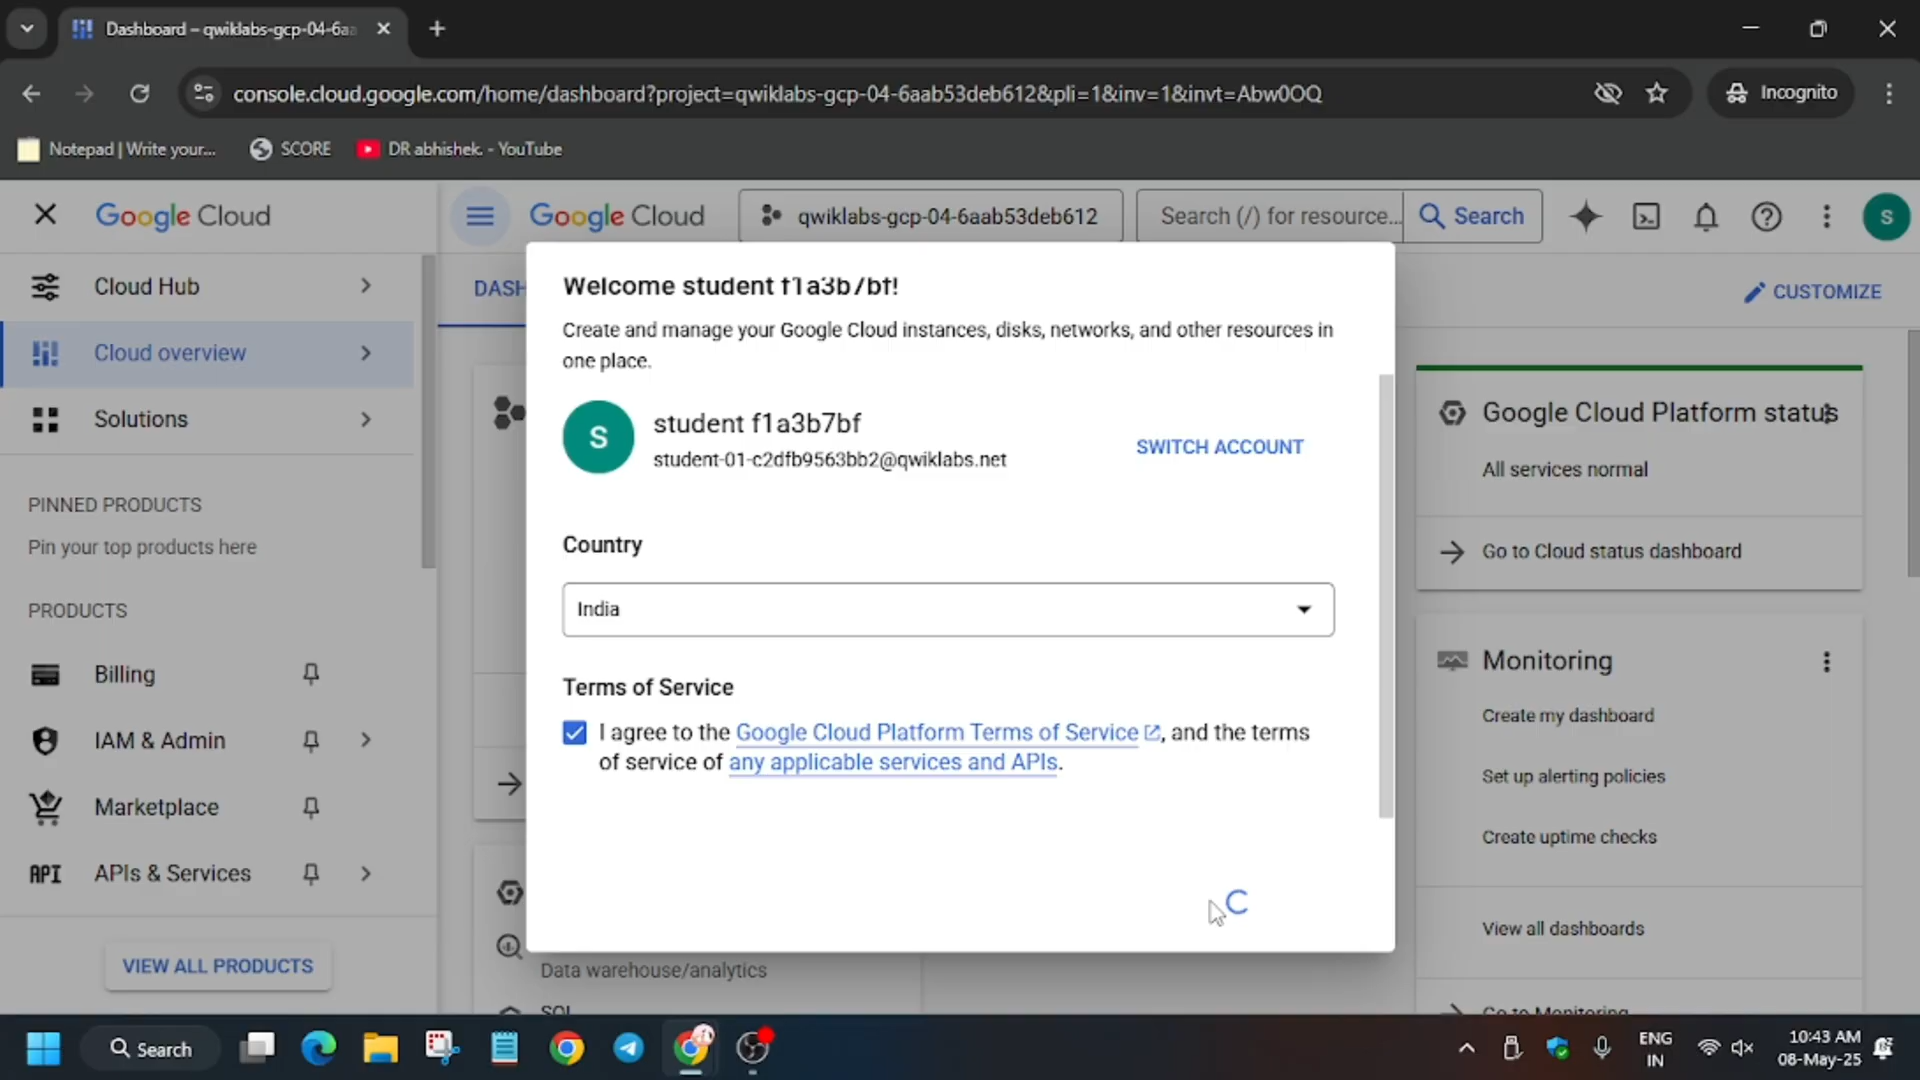 Dashboard – qwiklabs-gcp-04-6aa
console.cloud.google.com/home/dashboard?project=qwiklabs-gcp-04-6aab53deb612&pli=1&inv=1&invt=Abw0OQ
Incognito
Notepad | Write your...
SCORE
DR abhishek. - YouTube
Google Cloud
Google Cloud
qwiklabs-gcp-04-6aab53deb612
Search (/) for resource...
Search
S
Cloud Hub
Cloud overview
Solutions
PINNED PRODUCTS
Pin your top products here
PRODUCTS
Billing
IAM & Admin
Marketplace
API APIs & Services
VIEW ALL PRODUCTS
DASH
CUSTOMIZE
Welcome student f1a3b7bf!
Create and manage your Google Cloud instances, disks, networks, and other resources in
one place.
S
student f1a3b7bf
student-01-c2dfb9563bb2@qwiklabs.net
SWITCH ACCOUNT
Country
India
Terms of Service
I agree to the Google Cloud Platform Terms of Service, and the terms
of service of any applicable services and APIs.
Data warehouse/analytics
SQL
Google Cloud Platform status
All services normal
Go to Cloud status dashboard
Monitoring
Create my dashboard
Set up alerting policies
Create uptime checks
View all dashboards
Go to Monitoring
Search
ENG
IN
10:43 AM
08-May-25